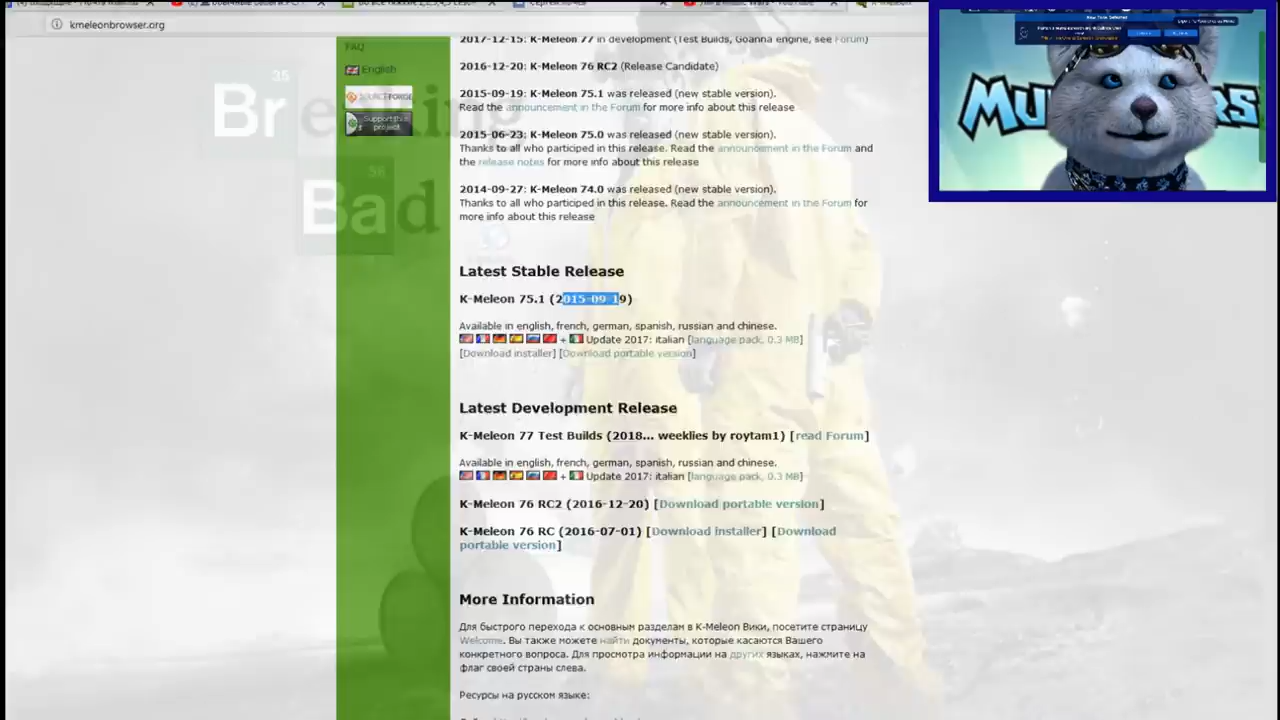 kmeleonbrowser.org
FAQ
English
SOURCEFORGE
Support this
project
35
Breaking
56
Bad
2017-12-15: K-Meleon 77 in development (Test Builds, Goanna engine, see Forum)
2016-12-20: K-Meleon 76 RC2 (Release Candidate)
2015-09-19: K-Meleon 75.1 was released (new stable version).
Read the announcement in the Forum for more info about this release
2015-06-23: K-Meleon 75.0 was released (new stable version).
Thanks to all who participed in this release. Read the announcement in the Forum and
the release notes for more info about this release
2014-09-27: K-Meleon 74.0 was released (new stable version).
Thanks to all who participed in this release. Read the announcement in the Forum for
more info about this release
Latest Stable Release
K-Meleon 75.1 (2015-09-19)
Available in english, french, german, spanish, russian and chinese.
+ Update 2017: italian [language pack, 0.3 MB]
[Download installer] [Download portable version]
Latest Development Release
K-Meleon 77 Test Builds (2018... weeklies by roytam1) [read Forum]
Available in english, french, german, spanish, russian and chinese.
+ Update 2017: italian [language pack, 0.3 MB]
K-Meleon 76 RC2 (2016-12-20) [Download portable version]
K-Meleon 76 RC (2016-07-01) [Download installer] [Download
portable version]
More Information
Для быстрого перехода к основным разделам в K-Meleon Вики, посетите страницу
Welcome. Вы также можете найти документы, которые касаются Вашего
конкретного вопроса. Для просмотра информации на других языках, нажмите на
флаг своей страны слева.
Ресурсы на русском языке: